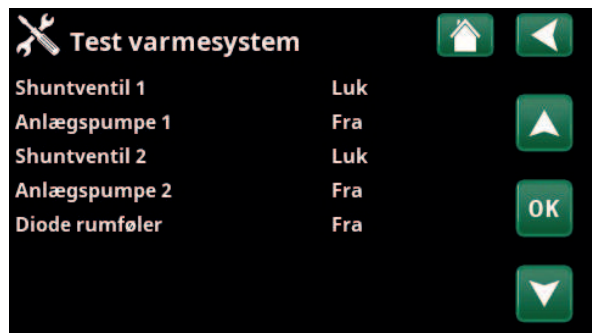 Test varmesystem
Shuntventil 1 Luk
Anlægspumpe 1 Fra
Shuntventil 2 Luk
Anlægspumpe 2 Fra
Diode rumføler Fra
OK